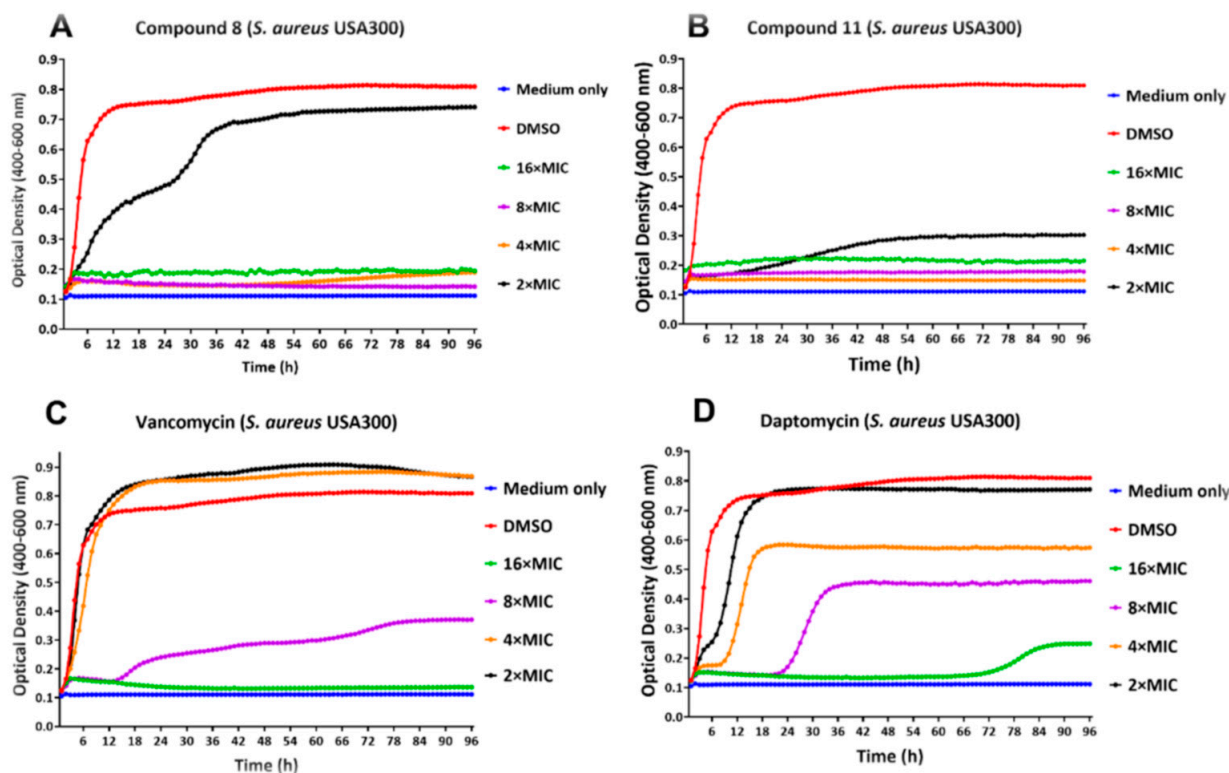 A
Compound 8 (S. aureus USA300)
Optical Density (400-600 nm)
0.9
0.8
0.7
0.6
0.5
0.4
0.3
0.2
0.1
0.0
6 12 18 24 30 36 42 48 54 60 66 72 78 84 90 96
Time (h)
Medium only
DMSO
16×MIC
8×MIC
4×MIC
2×MIC
B
Compound 11 (S. aureus USA300)
Optical Density (400-600 nm)
0.9
0.8
0.7
0.6
0.5
0.4
0.3
0.2
0.1
0.0
6 12 18 24 30 36 42 48 54 60 66 72 78 84 90 96
Time (h)
Medium only
DMSO
16×MIC
8×MIC
4×MIC
2×MIC
C
Vancomycin (S. aureus USA300)
Optical Density (400-600 nm)
0.9
0.8
0.7
0.6
0.5
0.4
0.3
0.2
0.1
0.0
6 12 18 24 30 36 42 48 54 60 66 72 78 84 90 96
Time (h)
Medium only
DMSO
16×MIC
8×MIC
4×MIC
2×MIC
D
Daptomycin (S. aureus USA300)
Optical Density (400-600 nm)
0.9
0.8
0.7
0.6
0.5
0.4
0.3
0.2
0.1
0.0
6 12 18 24 30 36 42 48 54 60 66 72 78 84 90 96
Time (h)
Medium only
DMSO
16×MIC
8×MIC
4×MIC
2×MIC